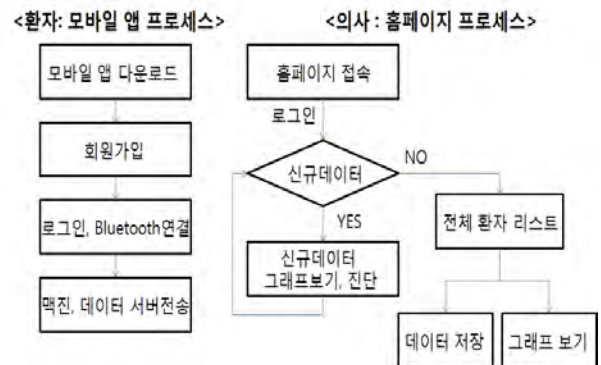 <환자: 모바일 앱 프로세스>
모바일 앱 다운로드
회원가입
로그인, Bluetooth연결
맥진, 데이터 서버전송
<의사 : 홈페이지 프로세스>
홈페이지 접속
로그인
신규데이터
NO
YES
신규데이터
그래프보기, 진단
전체 환자 리스트
데이터 저장
그래프 보기